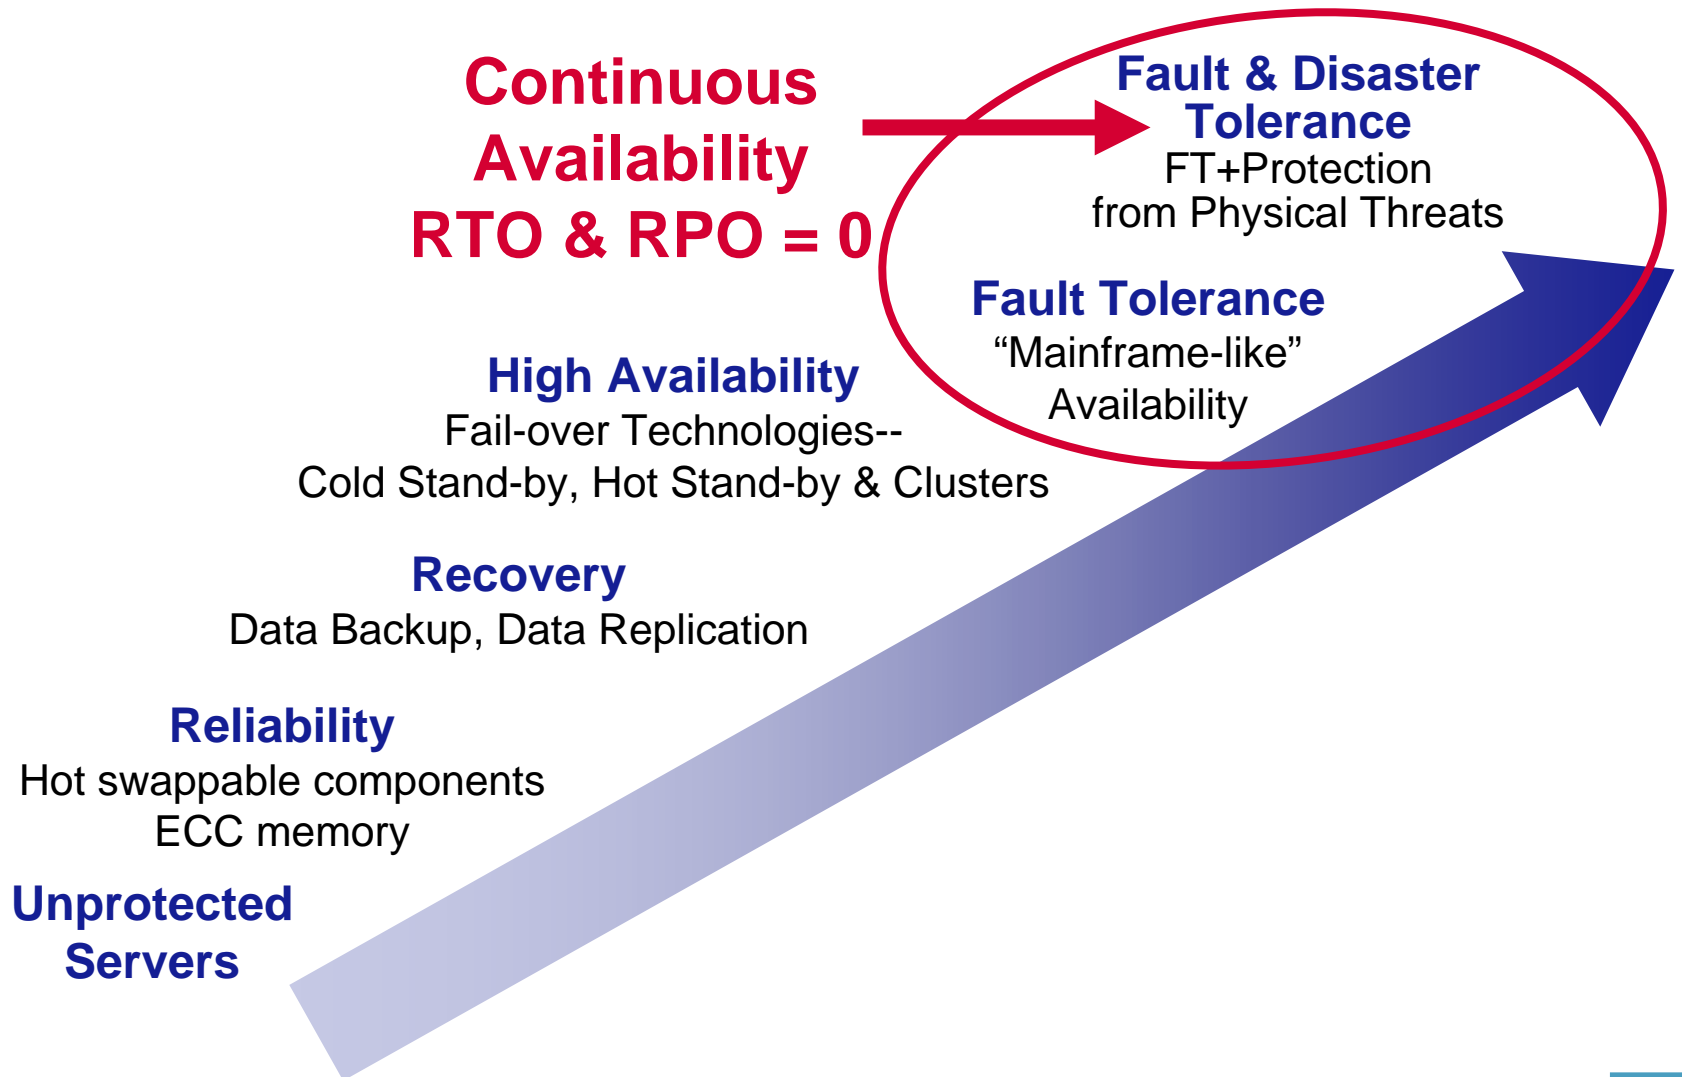 Continuous
Availability
RTO & RPO = 0
Fault & Disaster
Tolerance
FT+Protection
from Physical Threats
Fault Tolerance
“Mainframe-like”
Availability
High Availability
Fail-over Technologies--
Cold Stand-by, Hot Stand-by & Clusters
Recovery
Data Backup, Data Replication
Reliability
Hot swappable components
ECC memory
Unprotected
Servers